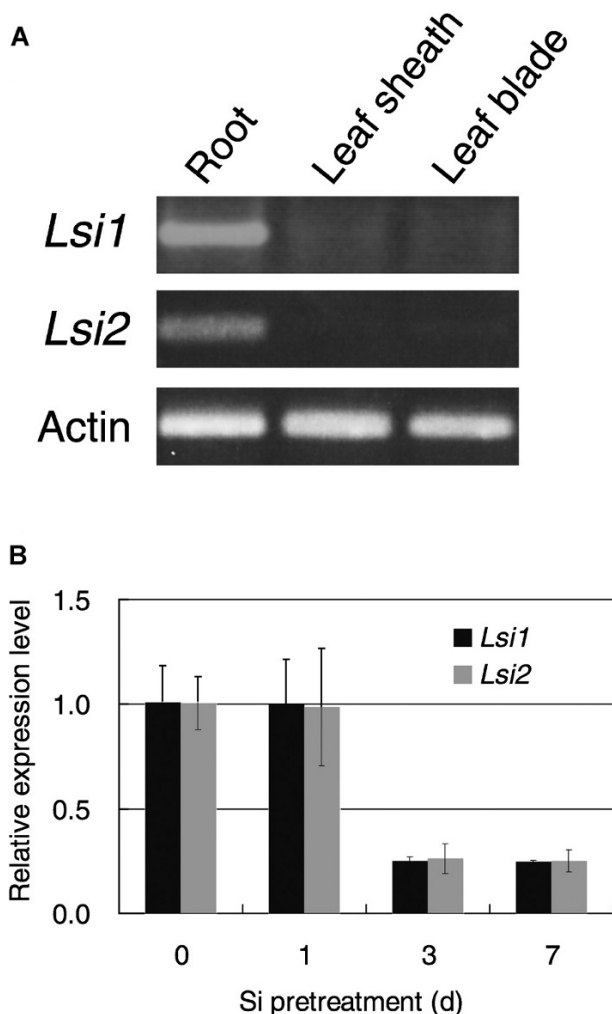 A
Root
Leaf sheath
Leaf blade
Lsi1
Lsi2
Actin
B
Relative expression level
1.5
1.0
0.5
0.0
Lsi1
Lsi2
0 1 3 7
Si pretreatment (d)